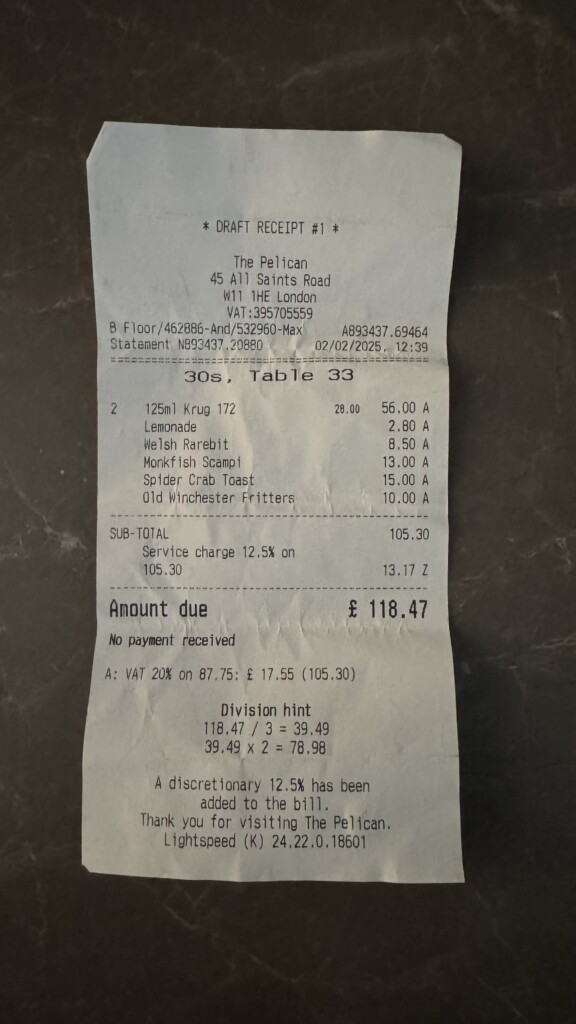 * DRAFT RECEIPT #1 *
The Pelican
45 All Saints Road
W11 1HE London
VAT:395705559
B Floor/462886-And/532960-Max A893437.69464
Statement N893437.20880 02/02/2025, 12:39
30s, Table 33
2 125ml Krug 172 28.00 56.00 A
Lemonade 2.80 A
Welsh Rarebit 8.50 A
Monkfish Scampi 13.00 A
Spider Crab Toast 15.00 A
Old Winchester Fritters 10.00 A
SUB-TOTAL 105.30
Service charge 12.5% on
105.30 13.17 Z
Amount due £ 118.47
No payment received
A: VAT 20% on 87.75: £ 17.55 (105.30)
Division hint
118.47 / 3 = 39.49
39.49 x 2 = 78.98
A discretionary 12.5% has been
added to the bill.
Thank you for visiting The Pelican.
Lightspeed (K) 24.22.0.18601